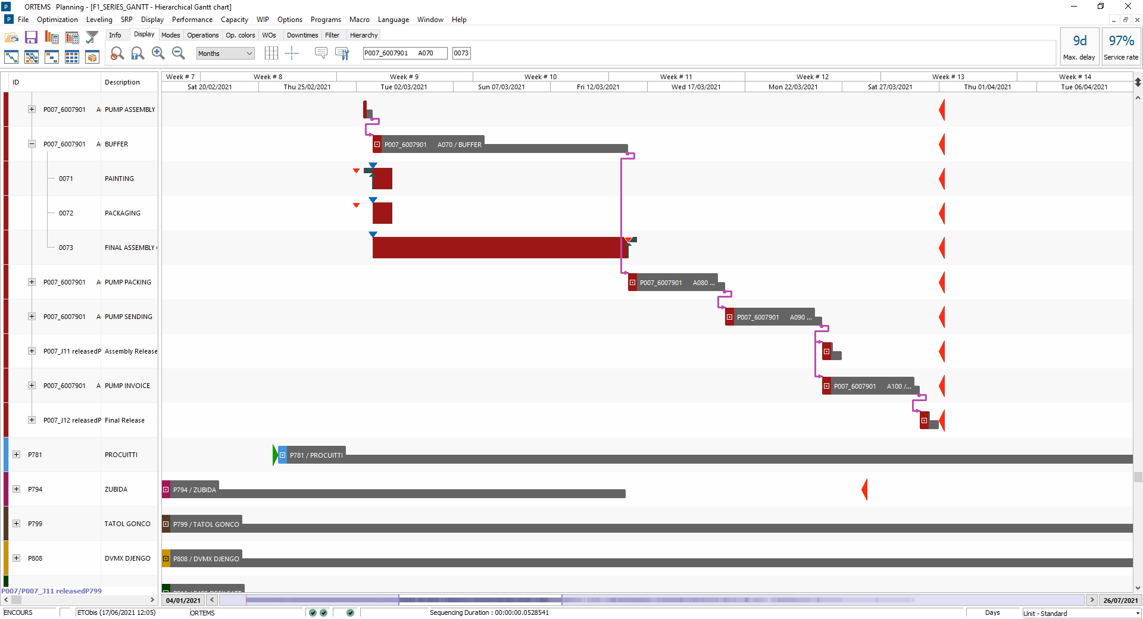 ORTEMS   Planning - [F1_SERIES_GANTT - Hierarchical Gantt chart]
File Optimization Leveling SRP Display Performance Capacity WIP Options Programs Macro Language Window Help
Info Display Modes Operations Op. colors WOs Downtimes Filter Hierarchy
Months P007_6007901 A070 0073
9d
Max. delay
97%
Service rate
ID Description
Week # 7 Week # 8 Week # 9 Week # 10 Week # 11 Week # 12 Week # 13 Week # 14
Sat 20/02/2021 Thu 25/02/2021 Tue 02/03/2021 Sun 07/03/2021 Fri 12/03/2021 Wed 17/03/2021 Mon 22/03/2021 Sat 27/03/2021 Thu 01/04/2021 Tue 06/04/2021
P007_6007901 A PUMP ASSEMBLY
P007_6007901 A BUFFER
P007_6007901 A070 / BUFFER
0071 PAINTING
0072 PACKAGING
0073 FINAL ASSEMBLY
P007_6007901 A PUMP PACKING
P007_6007901 A080 ...
P007_6007901 A PUMP SENDING
P007_6007901 A090 ...
P007_J11 releasedP Assembly Release
P007_6007901 A PUMP INVOICE
P007_6007901 A100 /...
P007_J12 releasedP Final Release
P781 PROCUITTI
P781 / PROCUITTI
P794 ZUBIDA
P794 / ZUBIDA
P799 TATOL GONCO
P799 / TATOL GONCO
P808 DVMX DJENGO
P808 / DVMX DJENGO
P007/P007_J11 releasedP799
04/01/2021 26/07/2021
ENCOURS ETObis (17/06/2021 12:05) ORTEMS Sequencing Duration : 00:00:00.0528541 Days Unit - Standard